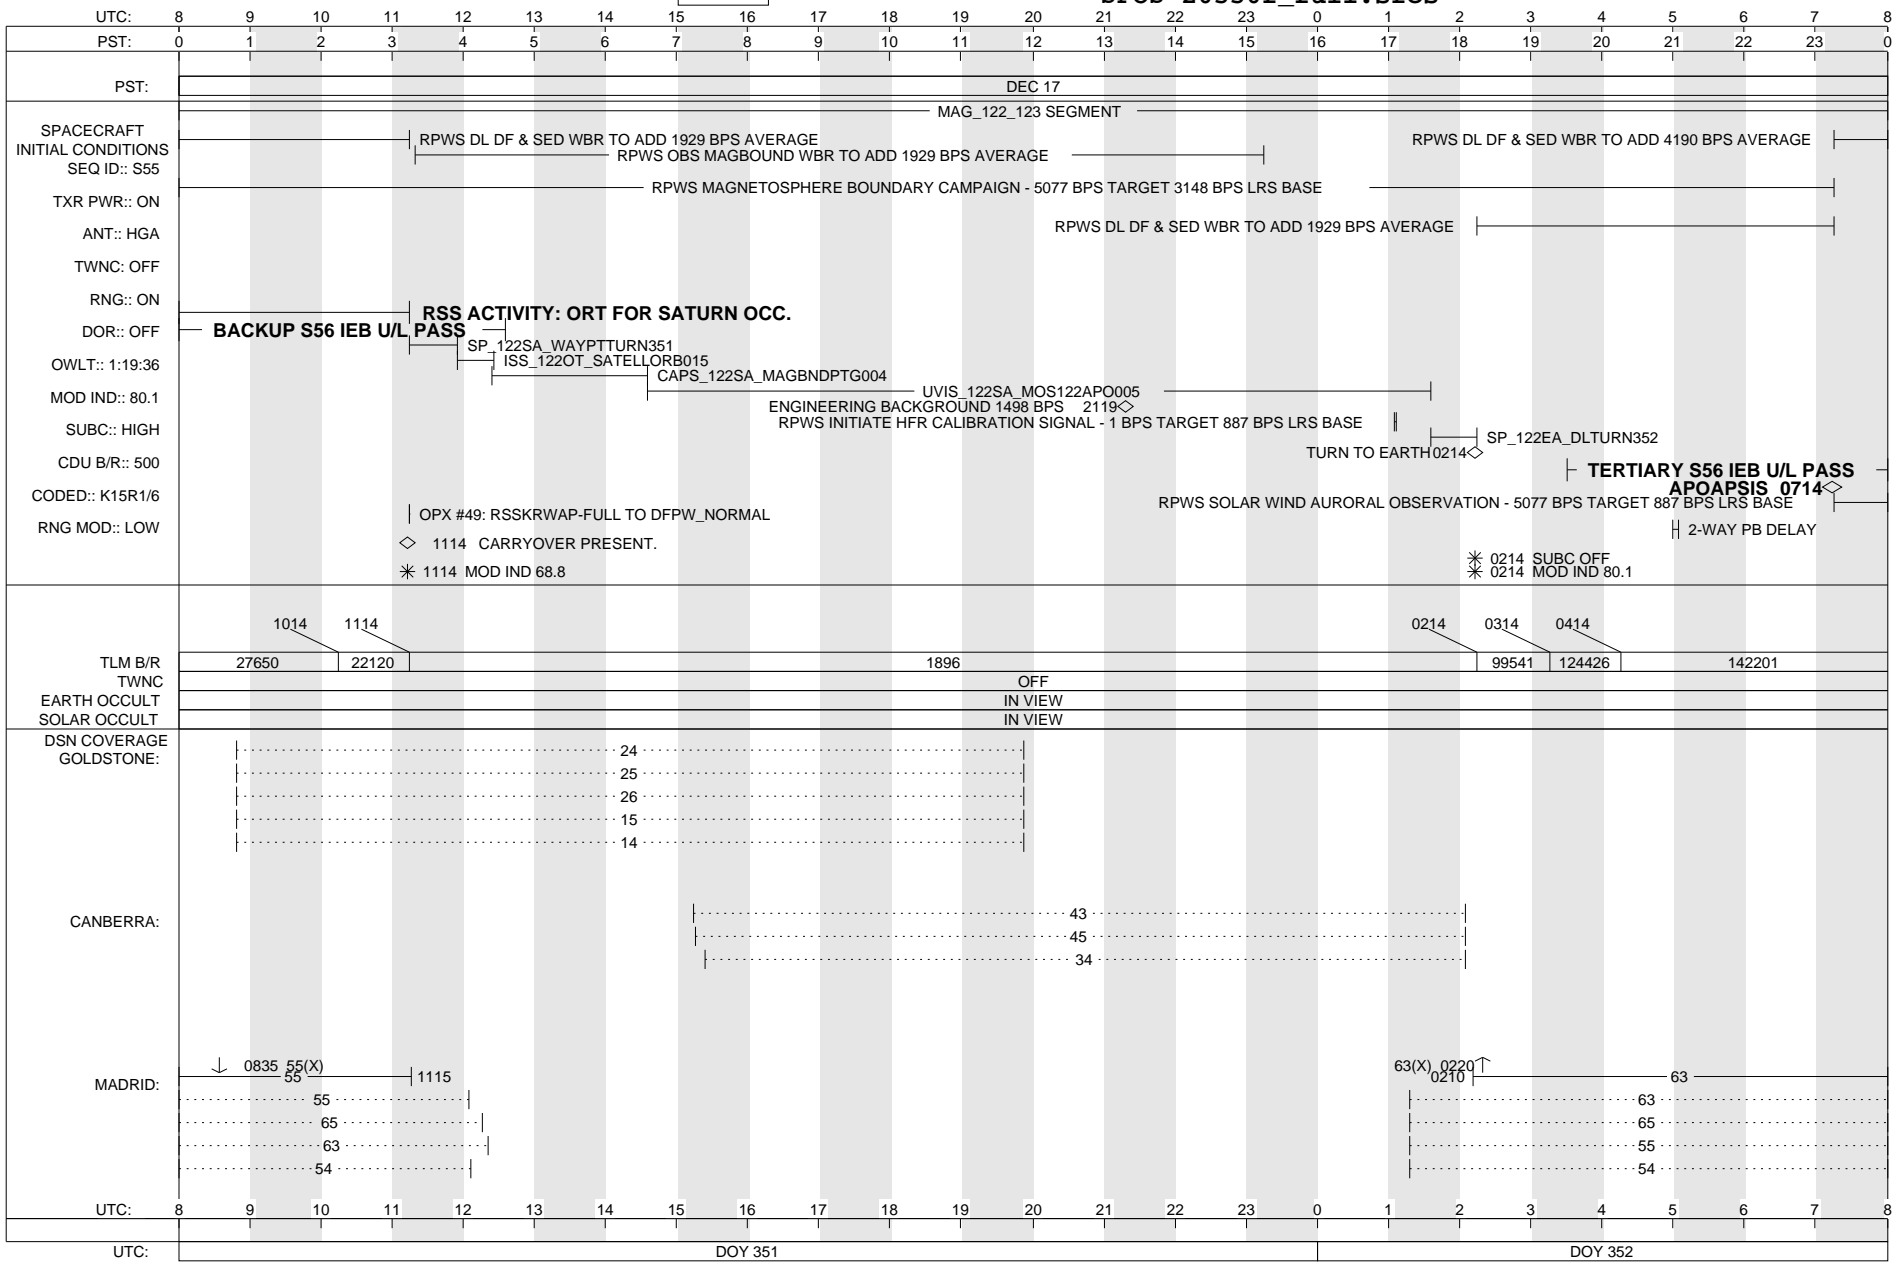 UTC: 8 9 10 11 12 13 14 15 16 17 18 19 20 21 22 23 0 1 2 3 4 5 6 7 8
PST: 0 1 2 3 4 5 6 7 8 9 10 11 12 13 14 15 16 17 18 19 20 21 22 23 0
PST: DEC 17
MAG_122_123 SEGMENT
SPACECRAFT
INITIAL CONDITIONS
SEQ ID:: S55
TXR PWR:: ON
ANT:: HGA
TWNC: OFF
RNG:: ON
DOR:: OFF
OWLT:: 1:19:36
MOD IND:: 80.1
SUBC:: HIGH
CDU B/R:: 500
CODED:: K15R1/6
RNG MOD:: LOW
RPWS DL DF & SED WBR TO ADD 1929 BPS AVERAGE
RPWS DL DF & SED WBR TO ADD 4190 BPS AVERAGE
RPWS OBS MAGBOUND WBR TO ADD 1929 BPS AVERAGE
RPWS MAGNETOSPHERE BOUNDARY CAMPAIGN - 5077 BPS TARGET 3148 BPS LRS BASE
RPWS DL DF & SED WBR TO ADD 1929 BPS AVERAGE
RSS ACTIVITY: ORT FOR SATURN OCC.
BACKUP S56 IEB U/L PASS
SP_122SA_WAYPTTURN351
ISS_122OT_SATELLORB015
CAPS_122SA_MAGBNDPTG004
UVIS_122SA_MOS122APO005
ENGINEERING BACKGROUND 1498 BPS 2119
RPWS INITIATE HFR CALIBRATION SIGNAL - 1 BPS TARGET 887 BPS LRS BASE
SP_122EA_DLTURN352
TURN TO EARTH 0214
TERTIARY S56 IEB U/L PASS
APOAPSIS 0714
RPWS SOLAR WIND AURORAL OBSERVATION - 5077 BPS TARGET 887 BPS LRS BASE
OPX #49: RSSKRWAP-FULL TO DFPW_NORMAL
2-WAY PB DELAY
1114 CARRYOVER PRESENT.
0214 SUBC OFF
1114 MOD IND 68.8
0214 MOD IND 80.1
1014 1114 0214 0314 0414
TLM B/R 27650 22120 1896 99541 124426 142201
TWNC OFF
EARTH OCCULT IN VIEW
SOLAR OCCULT IN VIEW
DSN COVERAGE
GOLDSTONE:
24
25
26
15
14
CANBERRA:
43
45
34
MADRID:
0835 55(X)
55 1115
63(X) 0220
0210 63
55 63
65 65
63 55
54 54
UTC: 8 9 10 11 12 13 14 15 16 17 18 19 20 21 22 23 0 1 2 3 4 5 6 7 8
UTC: DOY 351 DOY 352